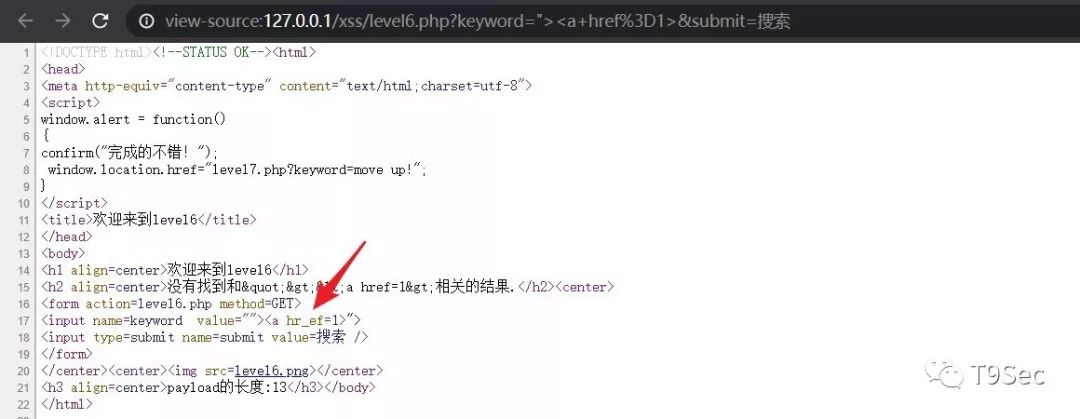 view-source:127.0.0.1/xss/level6.php?keyword="><a+href%3D1>&submit=搜索
1 <!DOCTYPE html><!--STATUS OK--><html>
2 <head>
3 <meta http-equiv="content-type" content="text/html;charset=utf-8">
4 <script>
5 window.alert = function()
6 {
7 confirm("完成的不错！");
8 window.location.href="level7.php?keyword=move up!";
9 }
10 </script>
11 <title>欢迎来到level6</title>
12 </head>
13 <body>
14 <h1 align=center>欢迎来到level6</h1>
15 <h2 align=center>没有找到和&quot;&gt;&lt;a href=1&gt;相关的结果.</h2><center>
16 <form action=level6.php method=GET>
17 <input name=keyword  value=""><a hr_ef=1>">
18 <input type=submit name=submit value=搜索 />
19 </form>
20 </center><center><img src=level6.png></center>
21 <h3 align=center>payload的长度:13</h3></body>
22 </html>
T9Sec